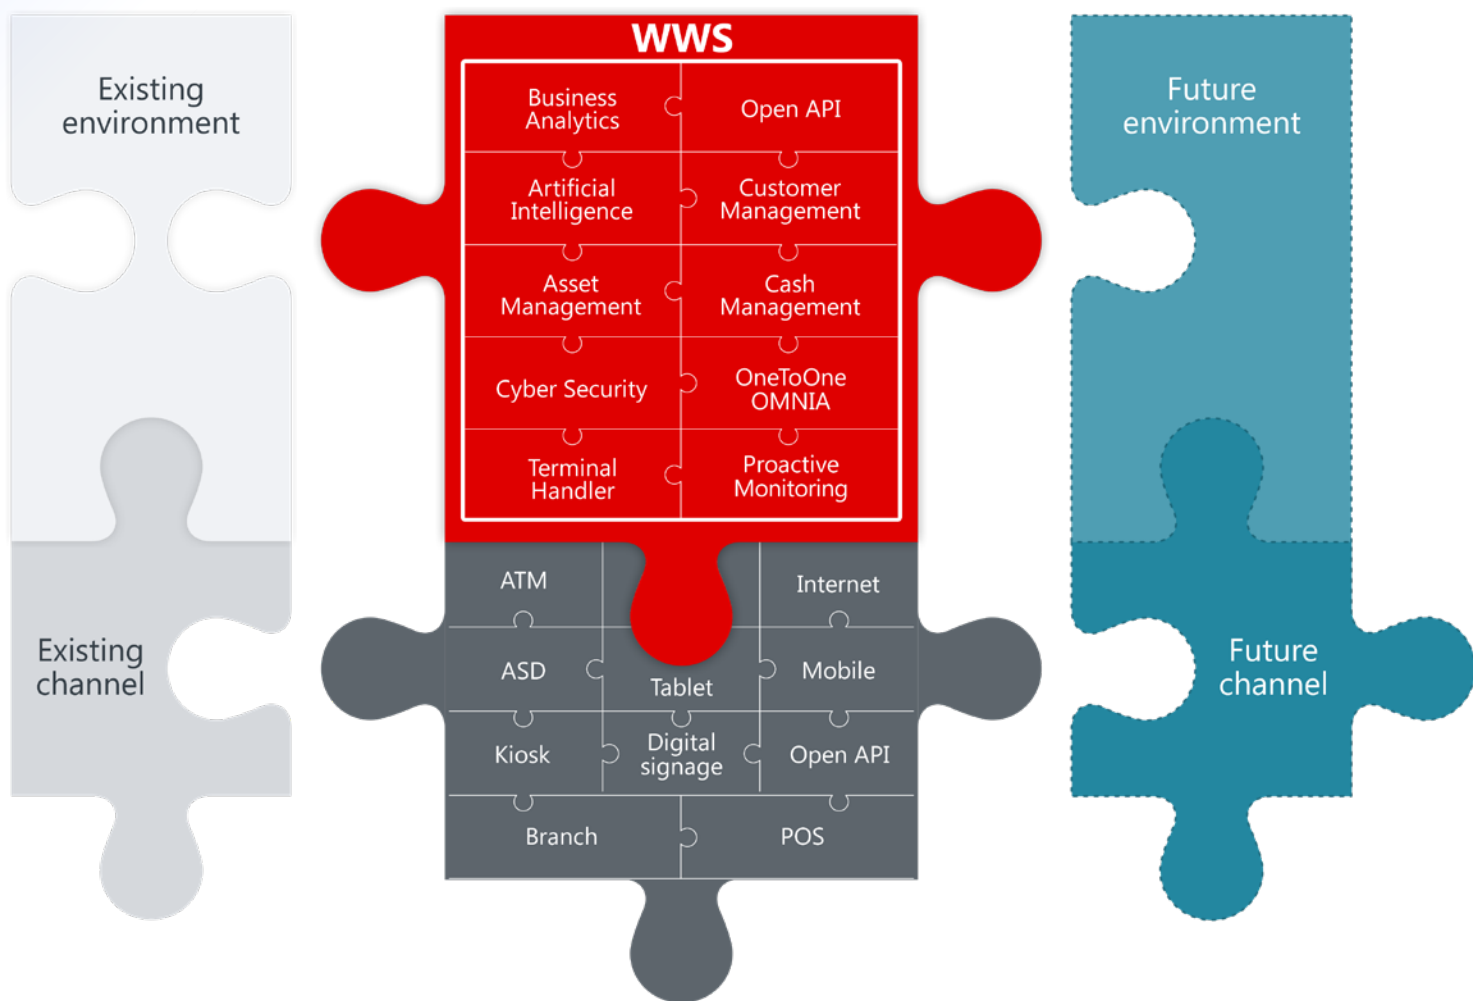 Existing
environment
Existing
channel
WWS
Business
Analytics
Open API
Artificial
Intelligence
Customer
Management
Asset
Management
Cash
Management
Cyber Security
OneToOne
OMNIA
Terminal
Handler
Proactive
Monitoring
ATM
Internet
ASD
Tablet
Mobile
Kiosk
Digital
signage
Open API
Branch
POS
Future
environment
Future
channel